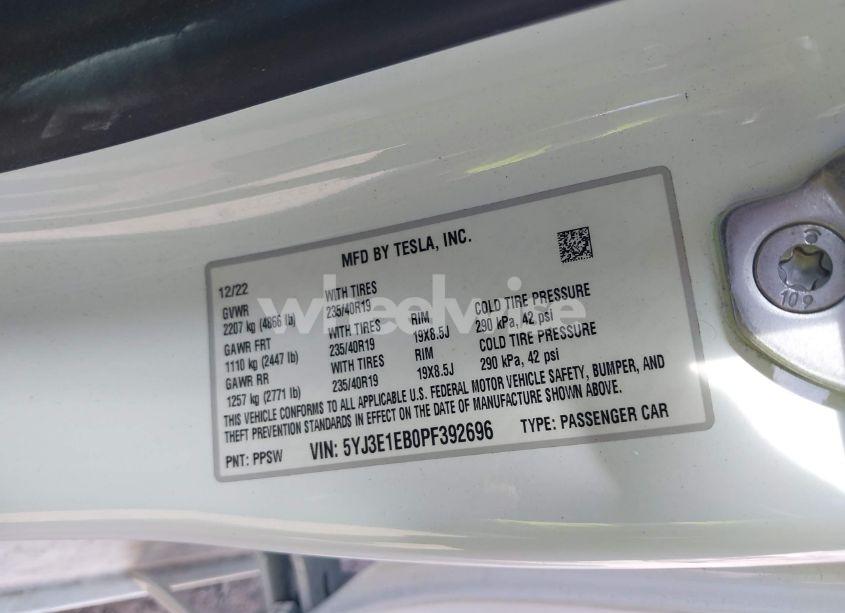 MFD BY TESLA, INC.
12/22
GVWR WITH TIRES
2207 kg (4866 lb) 235/40R19 RIM COLD TIRE PRESSURE
GAWR FRT WITH TIRES 19X8.5J 290 kPa, 42 psi
1110 kg (2447 lb) 235/40R19 RIM COLD TIRE PRESSURE
GAWR RR WITH TIRES 19X8.5J 290 kPa, 42 psi
1257 kg (2771 lb) 235/40R19
THIS VEHICLE CONFORMS TO ALL APPLICABLE U.S. FEDERAL MOTOR VEHICLE SAFETY, BUMPER, AND
THEFT PREVENTION STANDARDS IN EFFECT ON THE DATE OF MANUFACTURE SHOWN ABOVE.
PNT: PPSW VIN: 5YJ3E1EB0PF392696 TYPE: PASSENGER CAR
wheelwise
109